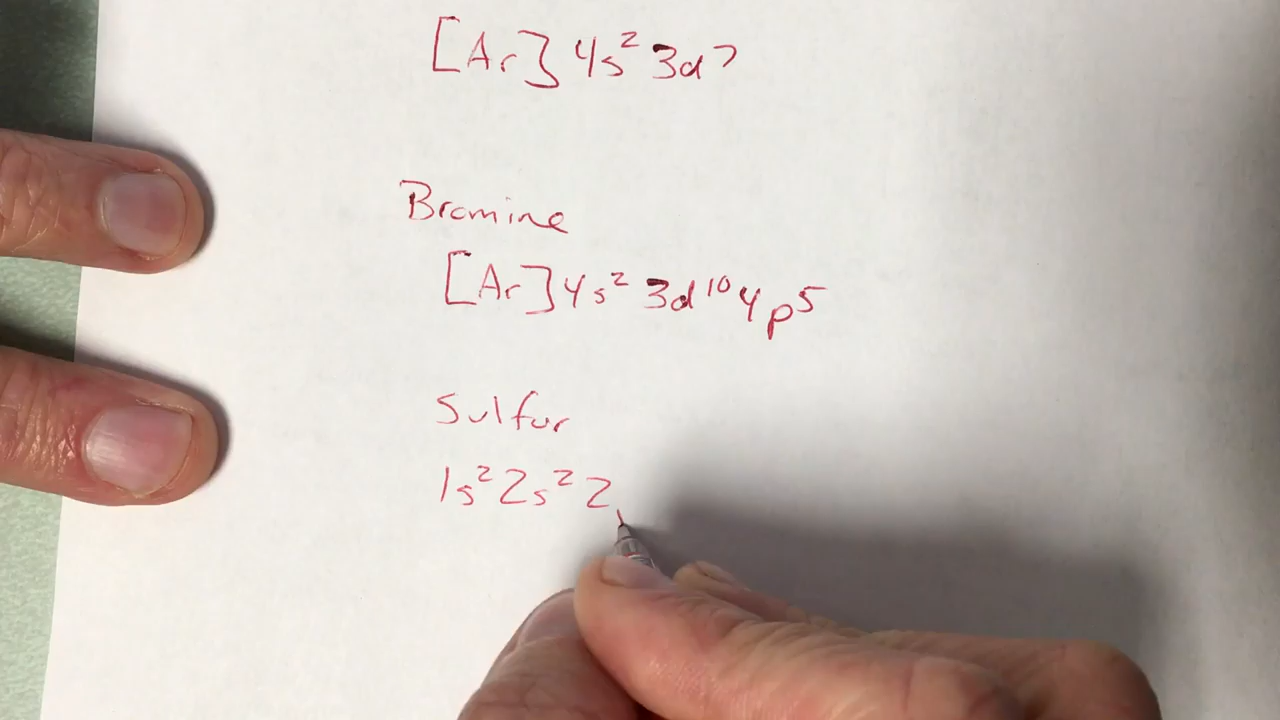 [Ar] 4s² 3d⁷
Bromine
[Ar] 4s² 3d¹⁰ 4p⁵
Sulfur
1s² 2s² 2